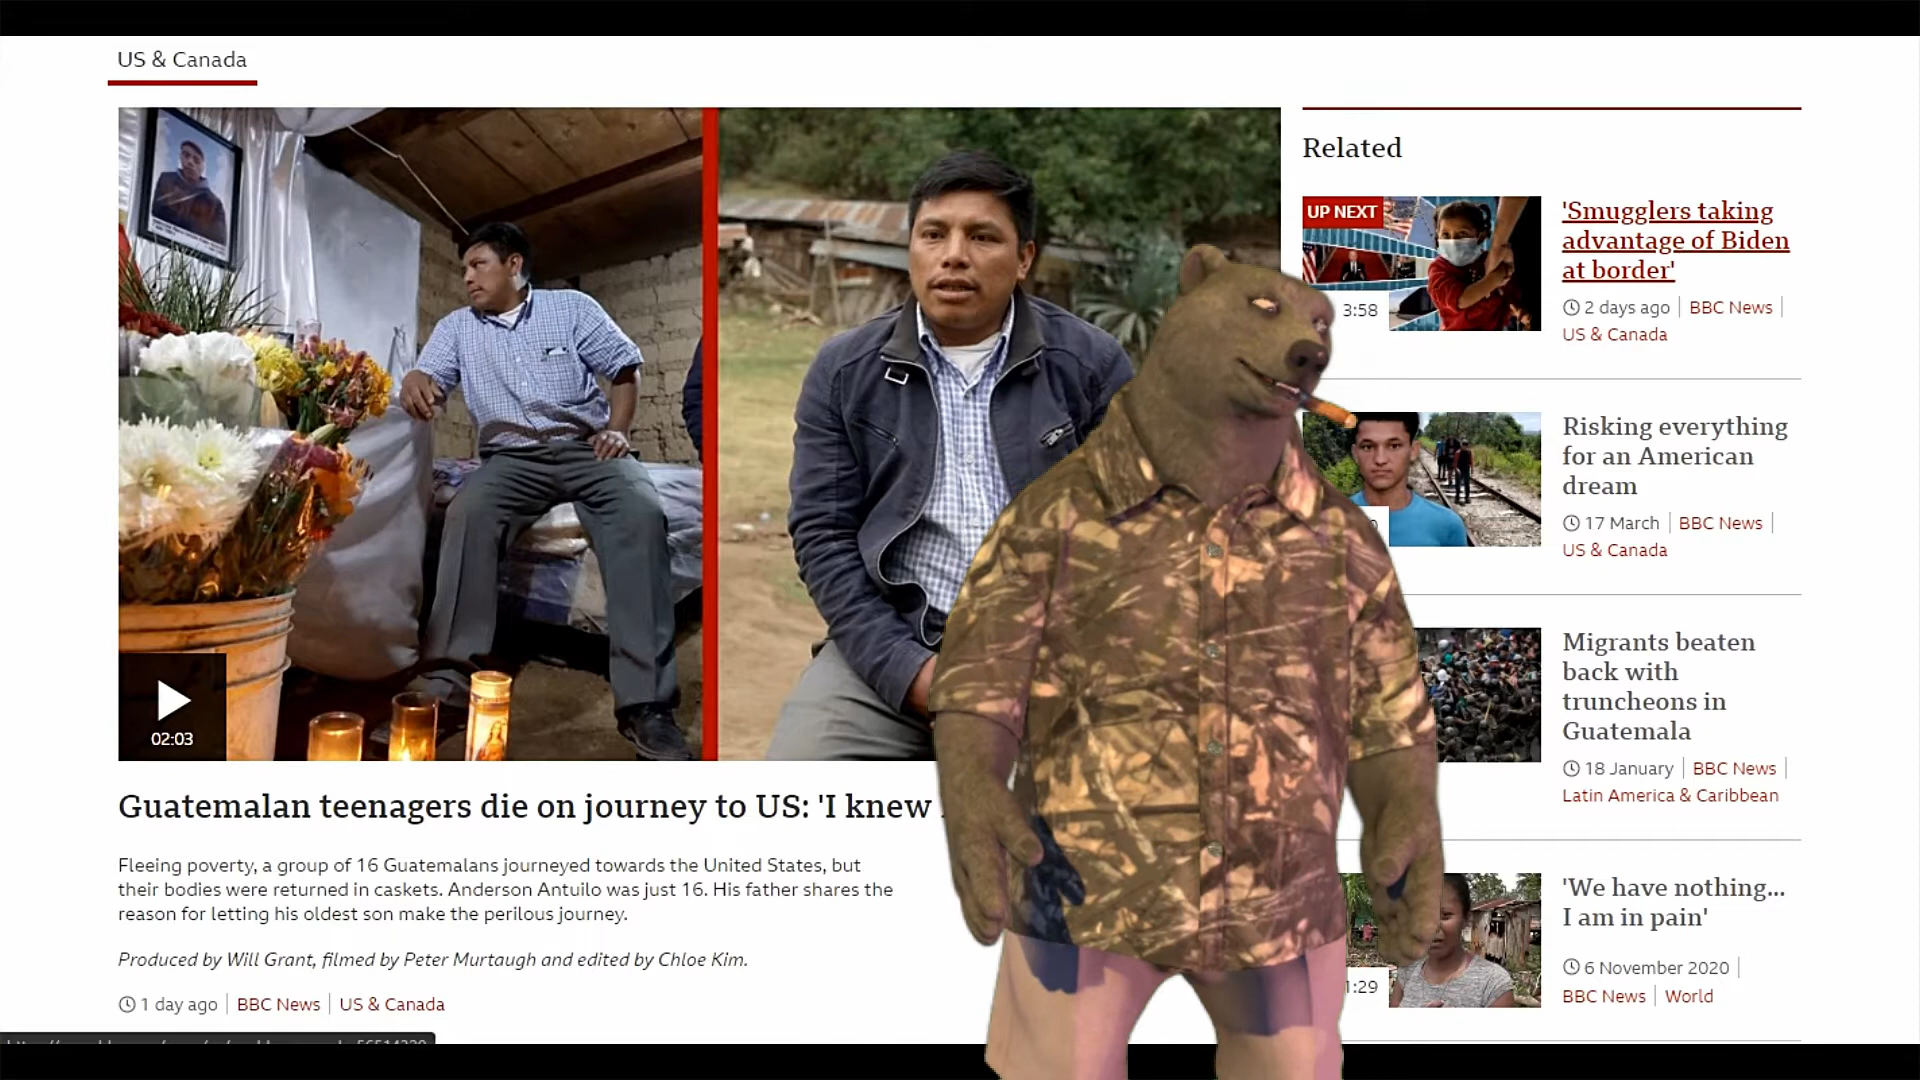 US & Canada
Related
UP NEXT
3:58
'Smugglers taking
advantage of Biden
at border'
2 days ago
BBC News
US & Canada
Risking everything
for an American
dream
17 March
BBC News
US & Canada
Migrants beaten
back with
truncheons in
Guatemala
18 January
BBC News
Latin America & Caribbean
'We have nothing...
I am in pain'
6 November 2020
BBC News
World
1:29
02:03
Guatemalan teenagers die on journey to US: 'I knew
Fleeing poverty, a group of 16 Guatemalans journeyed towards the United States, but
their bodies were returned in caskets. Anderson Antuilo was just 16. His father shares the
reason for letting his oldest son make the perilous journey.
Produced by Will Grant, filmed by Peter Murtaugh and edited by Chloe Kim.
1 day ago
BBC News
US & Canada